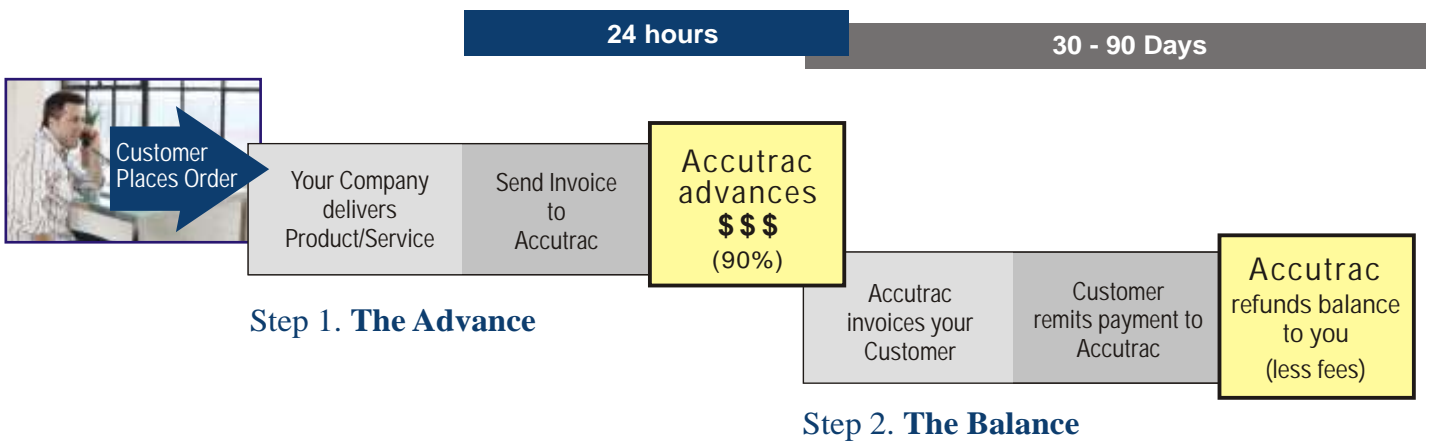 24 hours
30 - 90 Days
Customer
Places Order
Your Company
delivers
Product/Service
Send Invoice
to
Accutrac
Accutrac
advances
$$$
(90%)
Step 1. The Advance
Accutrac
invoices your
Customer
Customer
remits payment to
Accutrac
Accutrac
refunds balance
to you
(less fees)
Step 2. The Balance